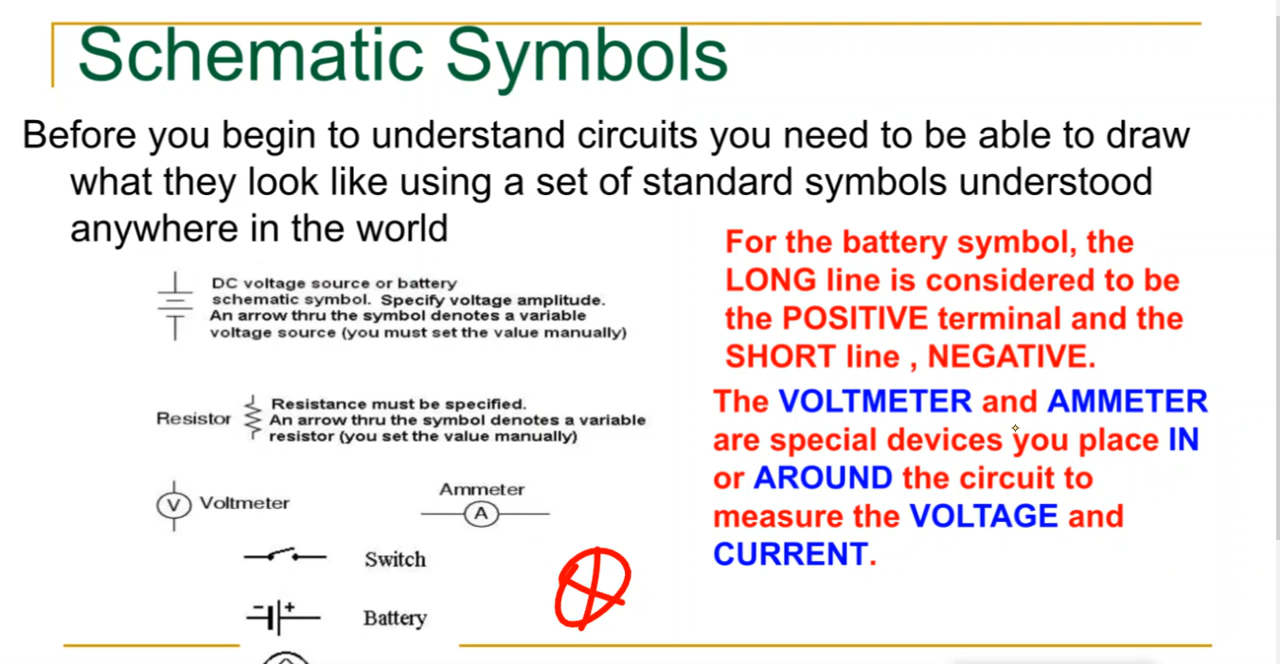 Schematic Symbols
Before you begin to understand circuits you need to be able to draw
what they look like using a set of standard symbols understood
anywhere in the world
For the battery symbol, the
LONG line is considered to be
the POSITIVE terminal and the
SHORT line , NEGATIVE.
The VOLTMETER and AMMETER
are special devices you place IN
or AROUND the circuit to
measure the VOLTAGE and
CURRENT.
DC voltage source or battery
schematic symbol. Specify voltage amplitude.
An arrow thru the symbol denotes a variable
voltage source (you must set the value manually)
Resistor
Resistance must be specified.
An arrow thru the symbol denotes a variable
resistor (you set the value manually)
V Voltmeter
Ammeter
A
Switch
- +
Battery